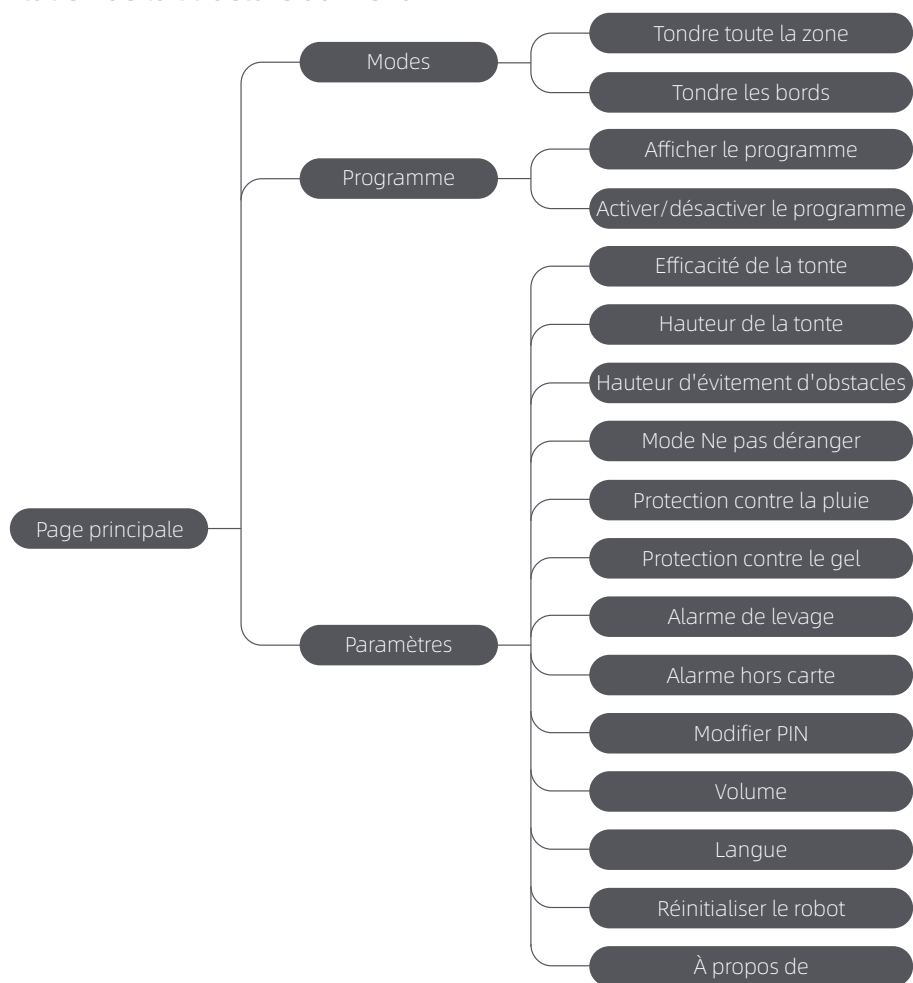 Modes
Tondre toute la zone
Tondre les bords
Programme
Afficher le programme
Activer/désactiver le programme
Page principale
Paramètres
Efficacité de la tonte
Hauteur de la tonte
Hauteur d'évitement d'obstacles
Mode Ne pas déranger
Protection contre la pluie
Protection contre le gel
Alarme de levage
Alarme hors carte
Modifier PIN
Volume
Langue
Réinitialiser le robot
À propos de